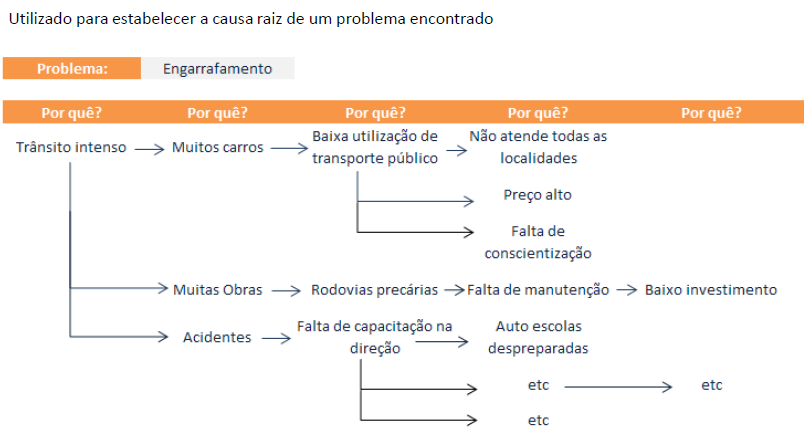 Utilizado para estabelecer a causa raiz de um problema encontrado
Problema: Engarrafamento
Por quê? Por quê? Por quê? Por quê? Por quê?
Trânsito intenso Muitos carros Baixa utilização de transporte público Não atende todas as localidades
Preço alto
Falta de conscientização
Muitas Obras Rodovias precárias Falta de manutenção Baixo investimento
Acidentes Falta de capacitação na direção Auto escolas despreparadas
etc etc
etc